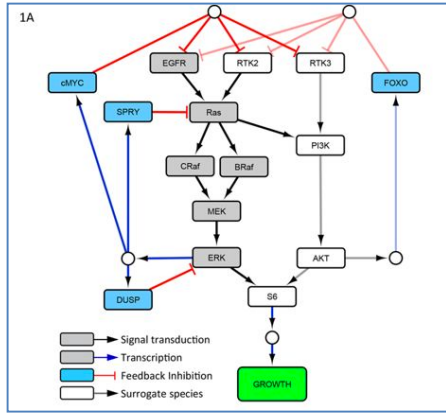 1A
EGFR
RTK2
RTK3
cMYC
FOXO
SPRY
Ras
PI3K
CRaf
BRaf
MEK
ERK
AKT
DUSP
S6
Signal transduction
Transcription
Feedback Inhibition
Surrogate species
GROWTH